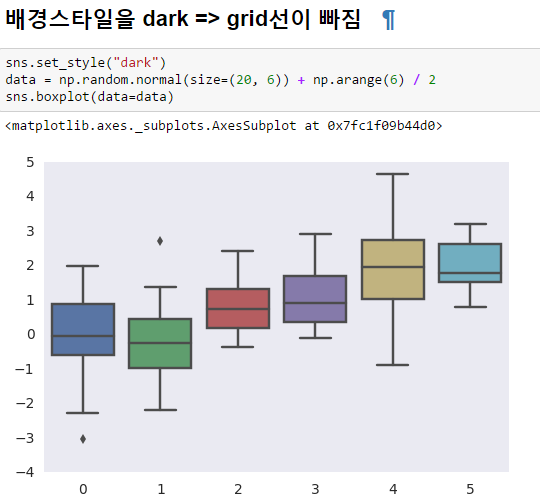 배경스타일을 dark => grid선이 빠짐 ¶
sns.set_style("dark")
data = np.random.normal(size=(20, 6)) + np.arange(6) / 2
sns.boxplot(data=data)
<matplotlib.axes._subplots.AxesSubplot at 0x7fc1f09b44d0>
5
4
3
2
1
0
−1
−2
−3
−4
0 1 2 3 4 5